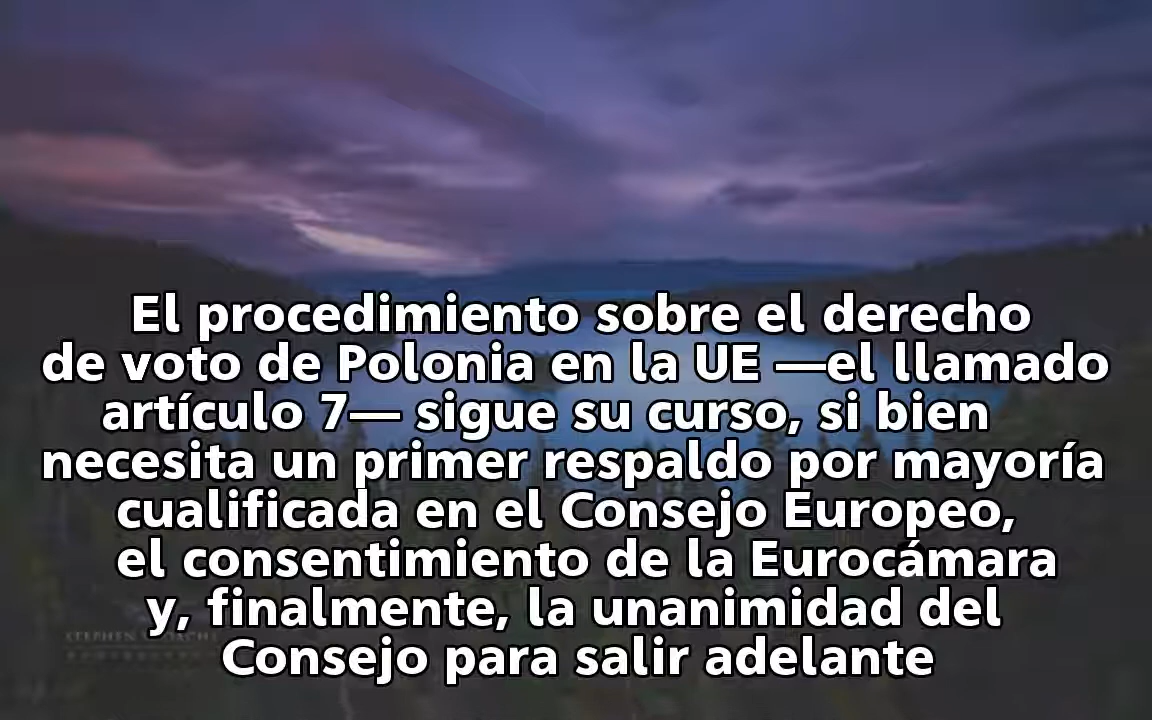 El procedimiento sobre el derecho
de voto de Polonia en la UE —el llamado
artículo 7— sigue su curso, si bien
necesita un primer respaldo por mayoría
cualificada en el Consejo Europeo,
el consentimiento de la Eurocámara
y, finalmente, la unanimidad del
Consejo para salir adelante
STEPHEN